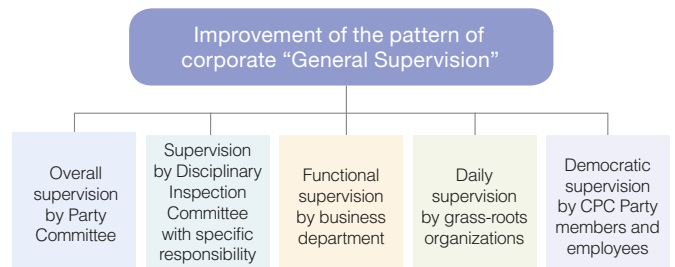 Improvement of the pattern of
corporate “General Supervision”
Overall
supervision
by Party
Committee
Supervision
by Disciplinary
Inspection
Committee
with specific
responsibility
Functional
supervision
by business
department
Daily
supervision
by grass-roots
organizations
Democratic
supervision
by CPC Party
members and
employees